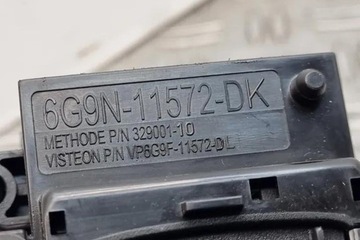 6G9N-11572-DK
METHODE P/N 329001-10
VISTEON P/N VP6G9F-11572-DL